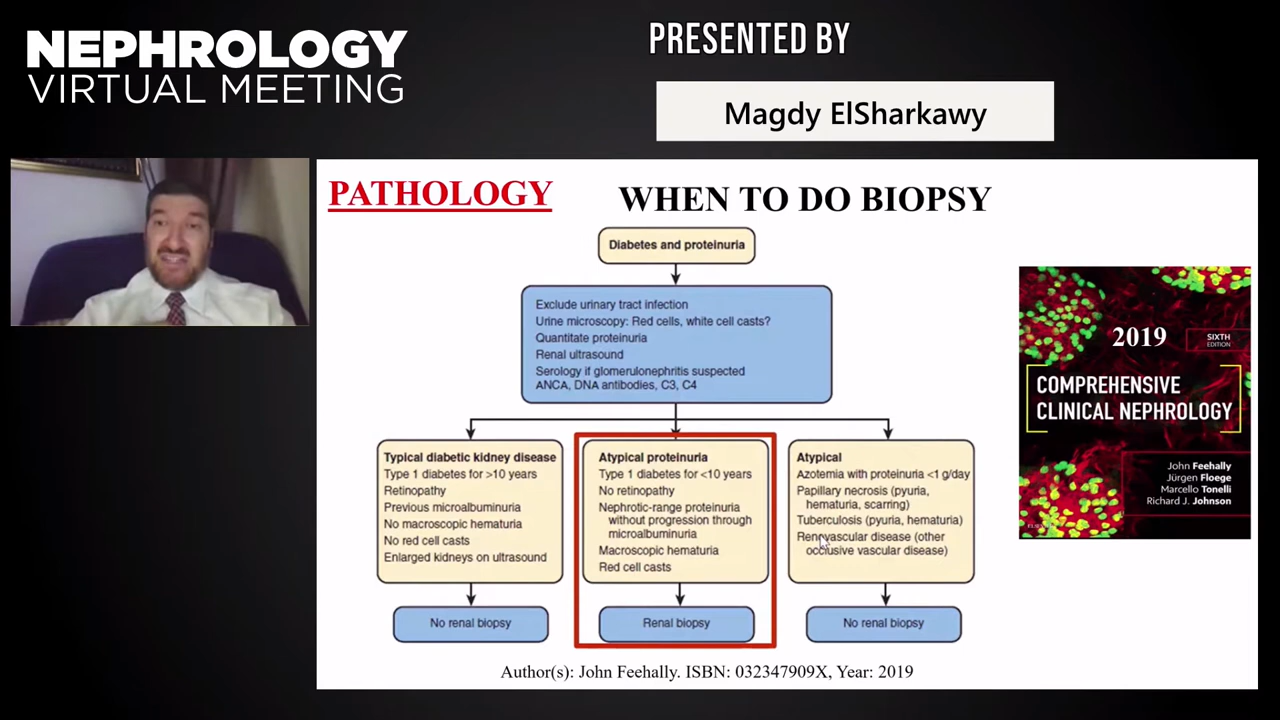 NEPHROLOGY
VIRTUAL MEETING
PRESENTED BY
Magdy ElSharkawy
PATHOLOGY
WHEN TO DO BIOPSY
Diabetes and proteinuria
Exclude urinary tract infection
Urine microscopy: Red cells, white cell casts?
Quantitate proteinuria
Renal ultrasound
Serology if glomerulonephritis suspected
ANCA, DNA antibodies, C3, C4
Typical diabetic kidney disease
Type 1 diabetes for >10 years
Retinopathy
Previous microalbuminuria
No macroscopic hematuria
No red cell casts
Enlarged kidneys on ultrasound
No renal biopsy
Atypical proteinuria
Type 1 diabetes for <10 years
No retinopathy
Nephrotic-range proteinuria
without progression through
microalbuminuria
Macroscopic hematuria
Red cell casts
Renal biopsy
Atypical
Azotemia with proteinuria <1 g/day
Papillary necrosis (pyuria,
hematuria, scarring)
Tuberculosis (pyuria, hematuria)
Renovascular disease (other
occlusive vascular disease)
No renal biopsy
2019
SIXTH
EDITION
COMPREHENSIVE
CLINICAL NEPHROLOGY
John Feehally
Jürgen Floege
Marcello Tonelli
Richard J. Johnson
Author(s): John Feehally. ISBN: 032347909X, Year: 2019